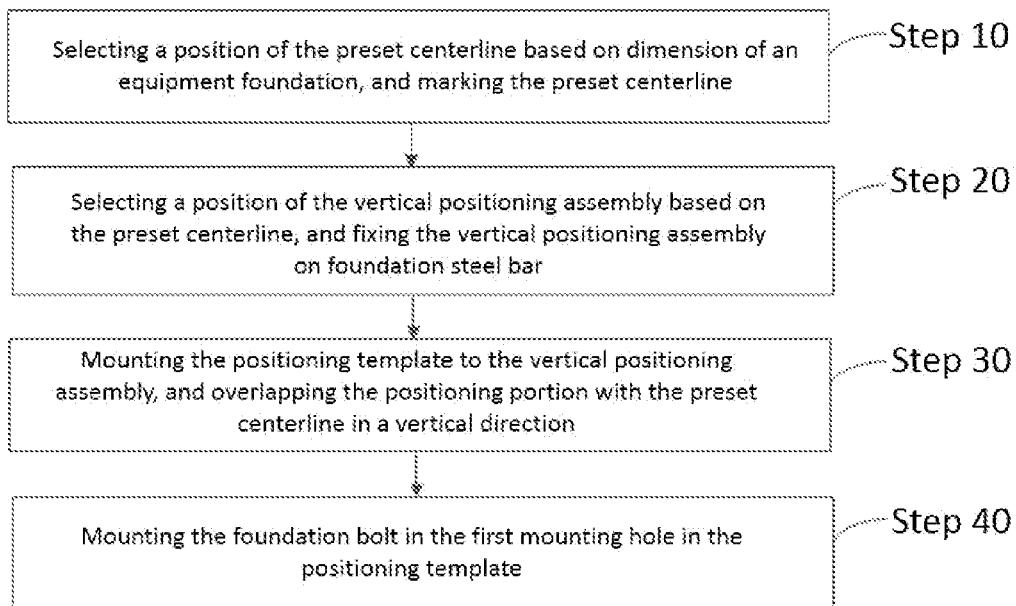 Selecting a position of the preset centerline based on dimension of an
equipment foundation, and marking the preset centerline
Step 10
Selecting a position of the vertical positioning assembly based on
the preset centerline, and fixing the vertical positioning assembly
on foundation steel bar
Step 20
Mounting the positioning template to the vertical positioning
assembly, and overlapping the positioning portion with the preset
centerline in a vertical direction
Step 30
Mounting the foundation bolt in the first mounting hole in the
positioning template
Step 40